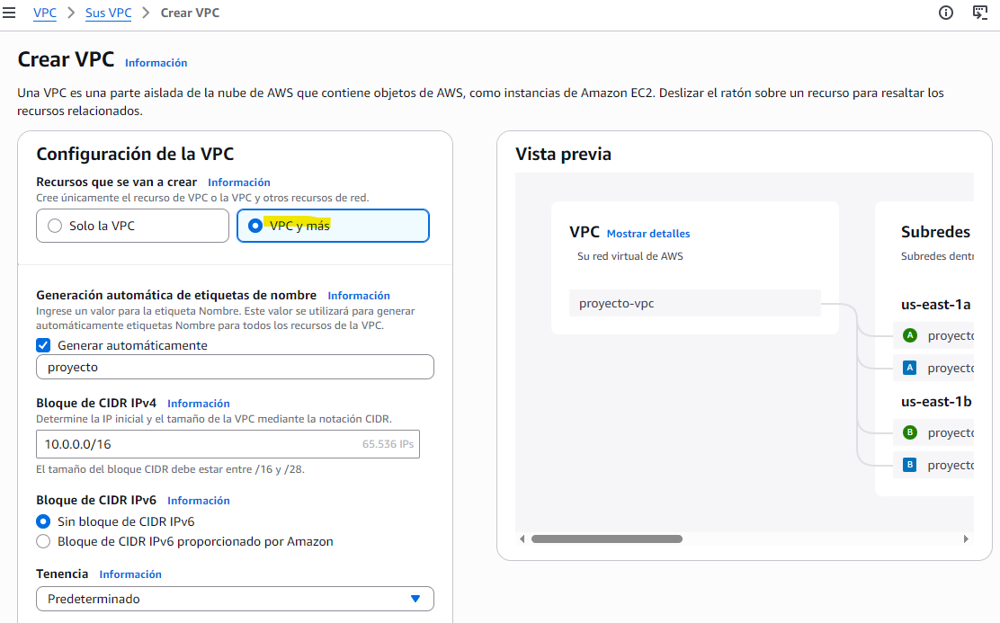 VPC > Sus VPC > Crear VPC
Crear VPC Información
Una VPC es una parte aislada de la nube de AWS que contiene objetos de AWS, como instancias de Amazon EC2. Deslizar el ratón sobre un recurso para resaltar los
recursos relacionados.
Configuración de la VPC
Recursos que se van a crear Información
Cree únicamente el recurso de VPC o la VPC y otros recursos de red.
Solo la VPC
VPC y más
Generación automática de etiquetas de nombre Información
Ingrese un valor para la etiqueta Nombre. Este valor se utilizará para generar
automáticamente etiquetas Nombre para todos los recursos de la VPC.
Generar automáticamente
proyecto
Bloque de CIDR IPv4 Información
Determine la IP inicial y el tamaño de la VPC mediante la notación CIDR.
10.0.0.0/16 65.536 IPs
El tamaño del bloque CIDR debe estar entre /16 y /28.
Bloque de CIDR IPv6 Información
Sin bloque de CIDR IPv6
Bloque de CIDR IPv6 proporcionado por Amazon
Tenencia Información
Predeterminado
Vista previa
VPC Mostrar detalles
Su red virtual de AWS
proyecto-vpc
Subredes
Subredes dentr
us-east-1a
A proyecto
A proyecto
us-east-1b
B proyecto
B proyecto